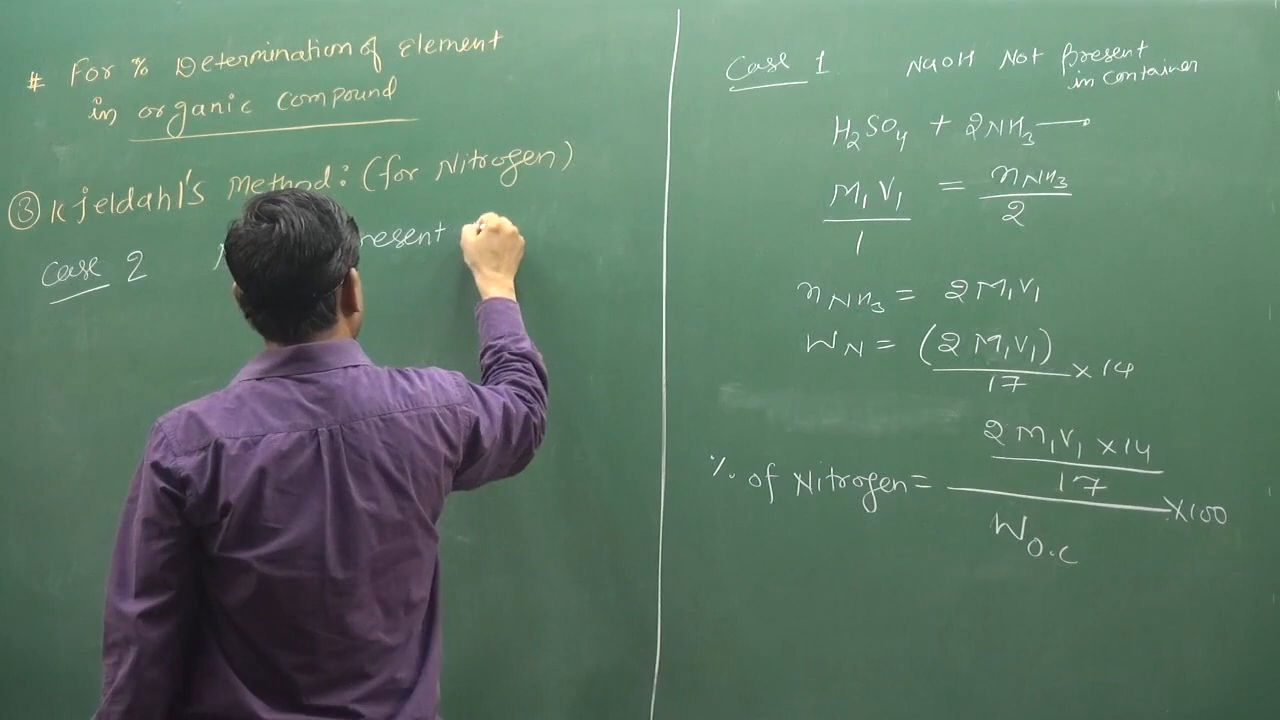 # For % Determination of Element
in organic compound
③ Kjeldahl's Method: (for Nitrogen)
Case 2 resent
Case 1 NaOH Not Present
in container
H₂SO₄ + 2NH₃ →
M₁V₁ / 1 = nNH₃ / 2
nNH₃ = 2M₁V₁
WN = (2M₁V₁) / 17 × 14
% of Nitrogen = (2M₁V₁ × 14 / 17) / WO.C × 100